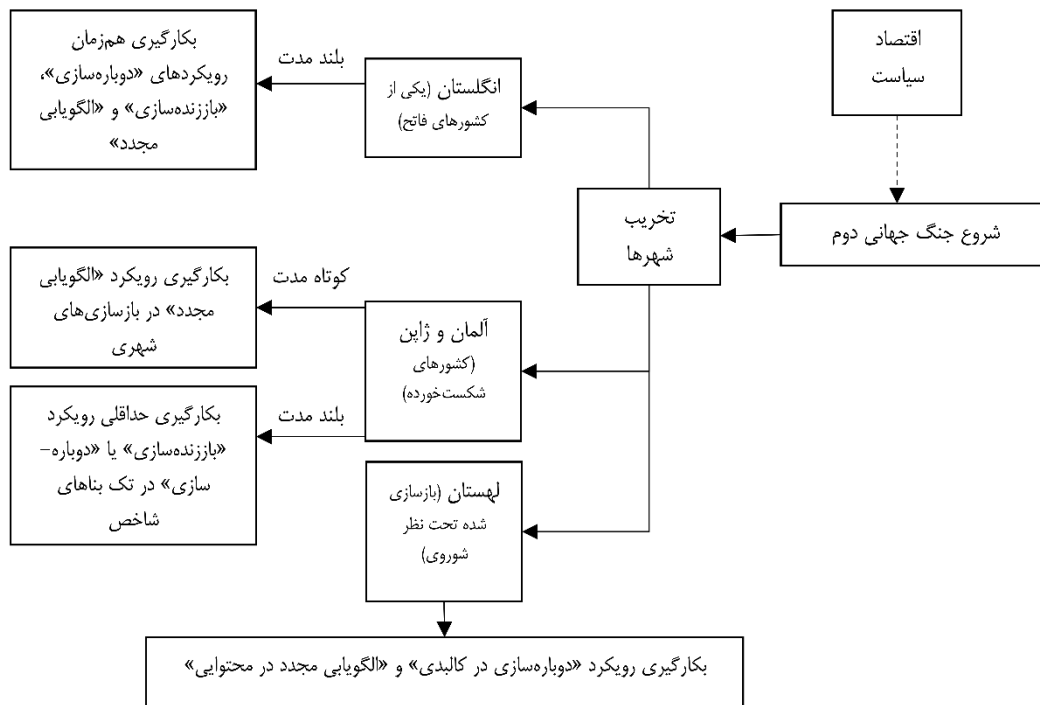 اقتصاد
سیاست
شروع جنگ جهانی دوم
تخریب
شهرها
انگلستان (یکی از
کشورهای فاتح)
بلند مدت
بکارگیری هم‌زمان
رویکردهای «دوباره‌سازی»،
«باززنده‌سازی» و «الگویابی
مجدد»
آلمان و ژاپن
(کشورهای
شکست‌خورده)
کوتاه مدت
بکارگیری رویکرد «الگویابی
مجدد» در بازسازی‌های
شهری
بلند مدت
بکارگیری حداقلی رویکرد
«باززنده‌سازی» یا «دوباره–
سازی» در تک بناهای
شاخص
لهستان (بازسازی
شده تحت نظر
شوروی)
بکارگیری رویکرد «دوباره‌سازی در کالبدی» و «الگویابی مجدد در محتوایی»